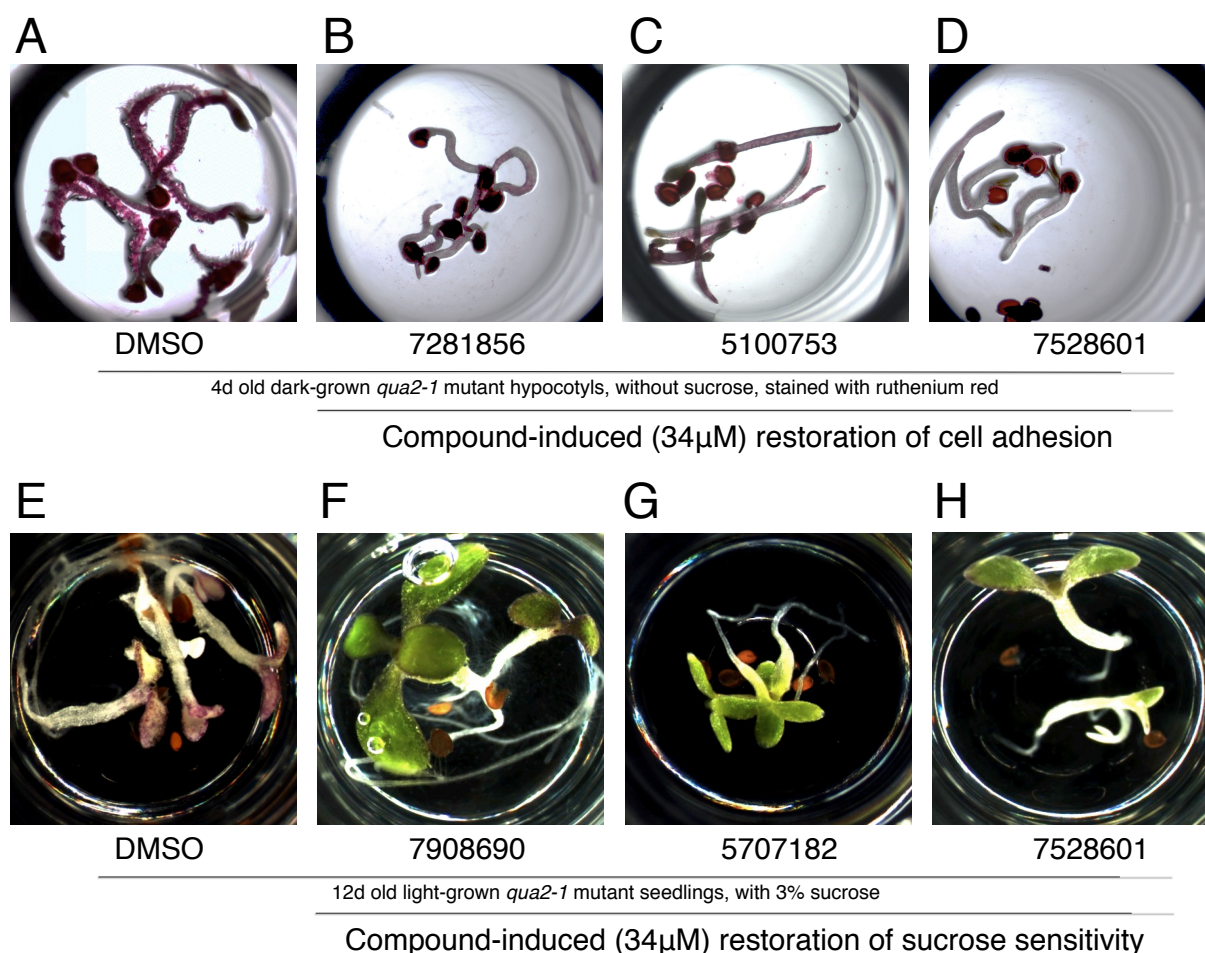 A B C D
DMSO 7281856 5100753 7528601
4d old dark-grown qua2-1 mutant hypocotyls, without sucrose, stained with ruthenium red
Compound-induced (34µM) restoration of cell adhesion
E F G H
DMSO 7908690 5707182 7528601
12d old light-grown qua2-1 mutant seedlings, with 3% sucrose
Compound-induced (34µM) restoration of sucrose sensitivity